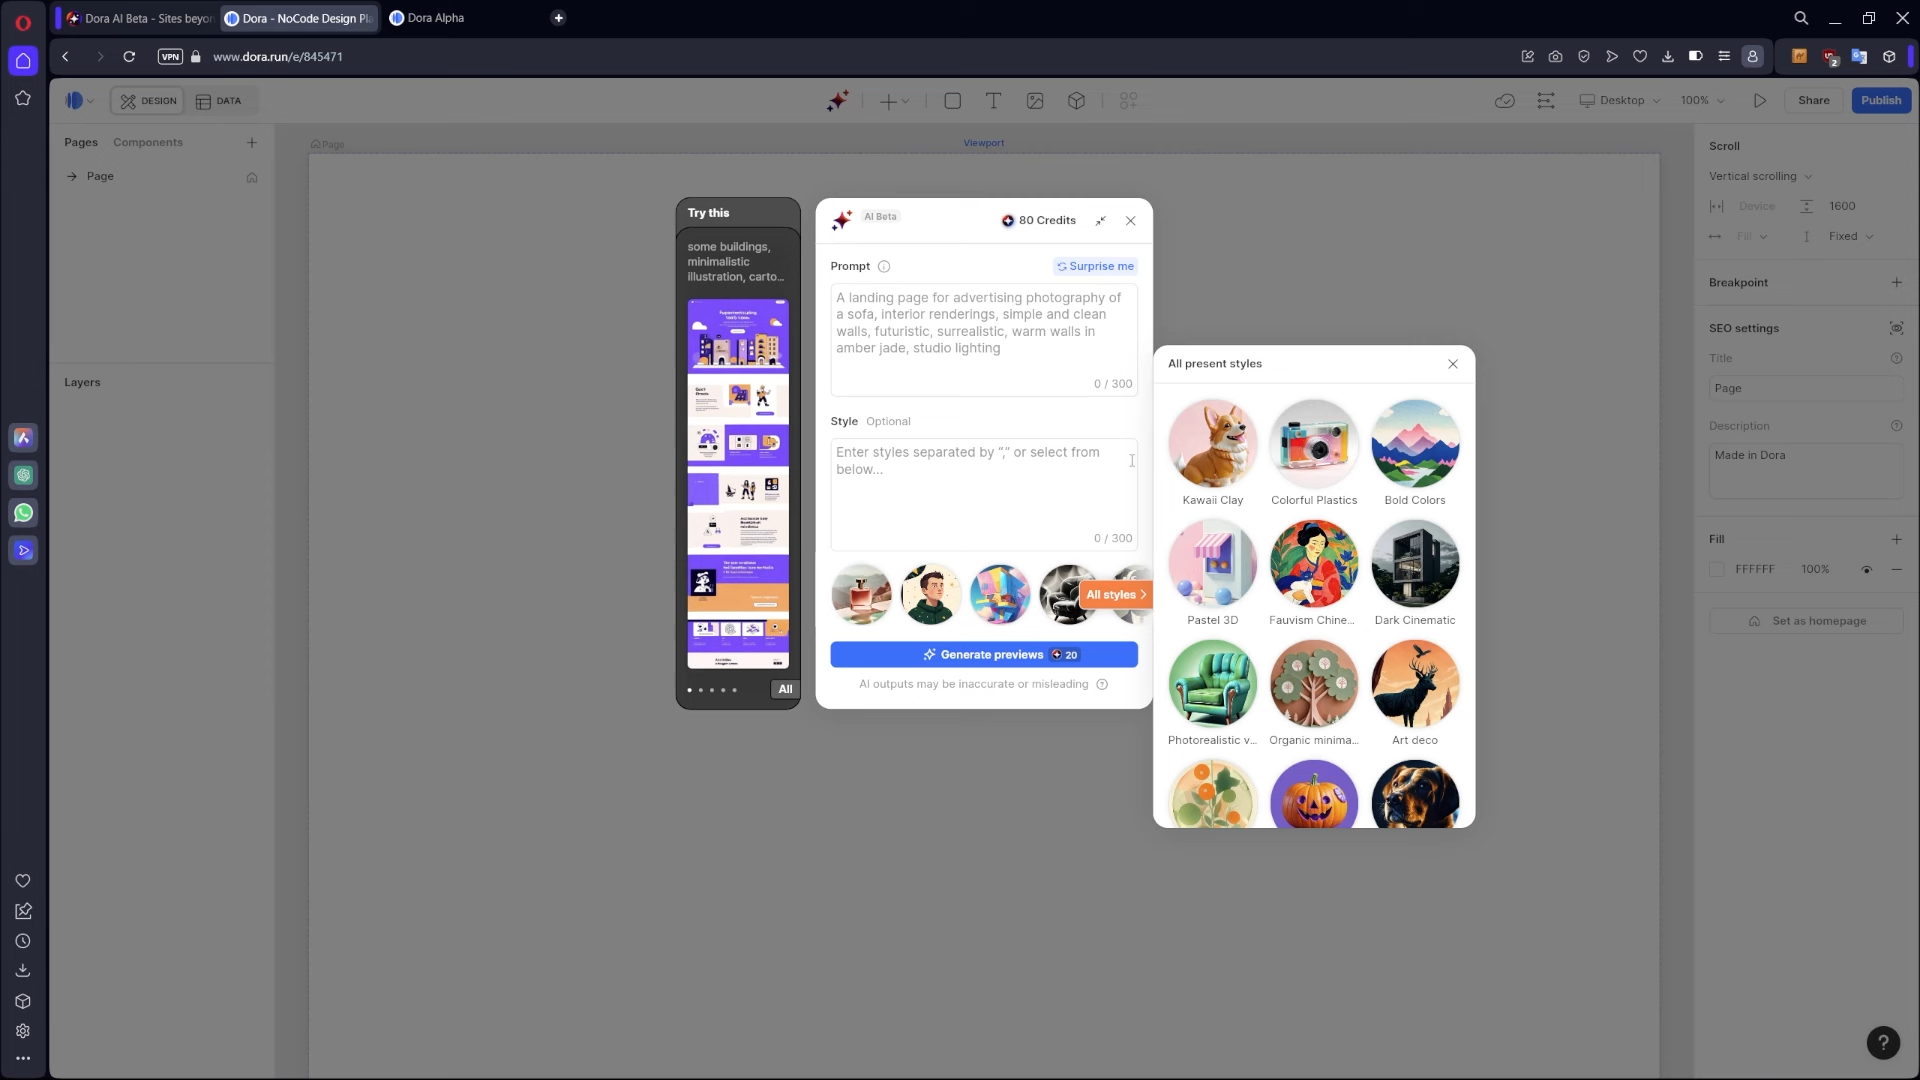 Dora AI Beta - Sites beyon
Dora - NoCode Design Pla
Dora Alpha
VPN
www.dora.run/e/845471
2
DESIGN
DATA
Desktop
100%
Share
Publish
Pages
Components
Page
Layers
Page
Viewport
Try this
some buildings,
minimalistic
illustration, carto...
All
AI Beta
80 Credits
Prompt
Surprise me
A landing page for advertising photography of
a sofa, interior renderings, simple and clean
walls, futuristic, surrealistic, warm walls in
amber jade, studio lighting
0 / 300
Style Optional
Enter styles separated by “,” or select from
below...
0 / 300
All styles
Generate previews 20
AI outputs may be inaccurate or misleading
All present styles
Kawaii Clay
Colorful Plastics
Bold Colors
Pastel 3D
Fauvism Chine...
Dark Cinematic
Photorealistic v...
Organic minima...
Art deco
Scroll
Vertical scrolling
Device
1600
Fill
Fixed
Breakpoint
SEO settings
Title
Page
Description
Made in Dora
Fill
FFFFFF
100%
Set as homepage